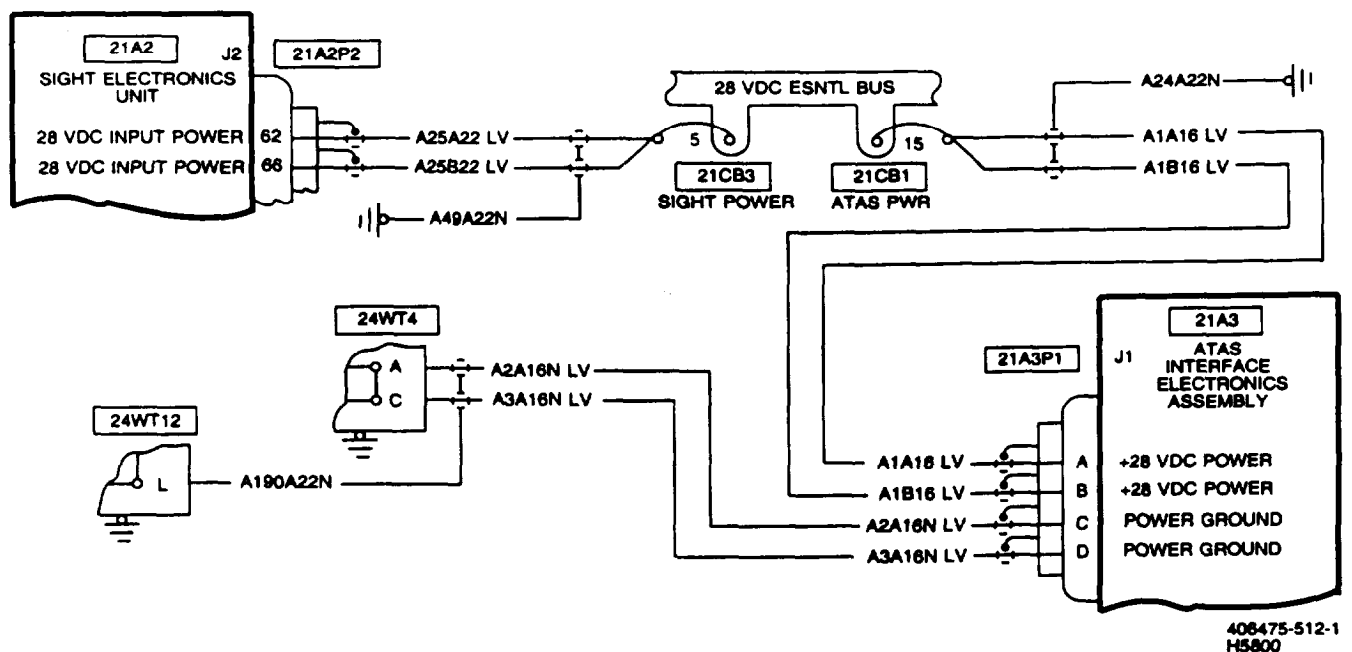 21A2
J2
21A2P2
SIGHT ELECTRONICS
UNIT
28 VDC INPUT POWER 62 A25A22 LV
28 VDC INPUT POWER 66 A25B22 LV
A49A22N
28 VDC ESNTL BUS
5
15
21CB3
SIGHT POWER
21CB1
ATAS PWR
A24A22N
A1A16 LV
A1B16 LV
24WT4
A A2A16N LV
C A3A16N LV
24WT12
L A190A22N
21A3P1
J1
21A3
ATAS
INTERFACE
ELECTRONICS
ASSEMBLY
A1A16 LV A +28 VDC POWER
A1B16 LV B +28 VDC POWER
A2A16N LV C POWER GROUND
A3A16N LV D POWER GROUND
406475-512-1
H5800